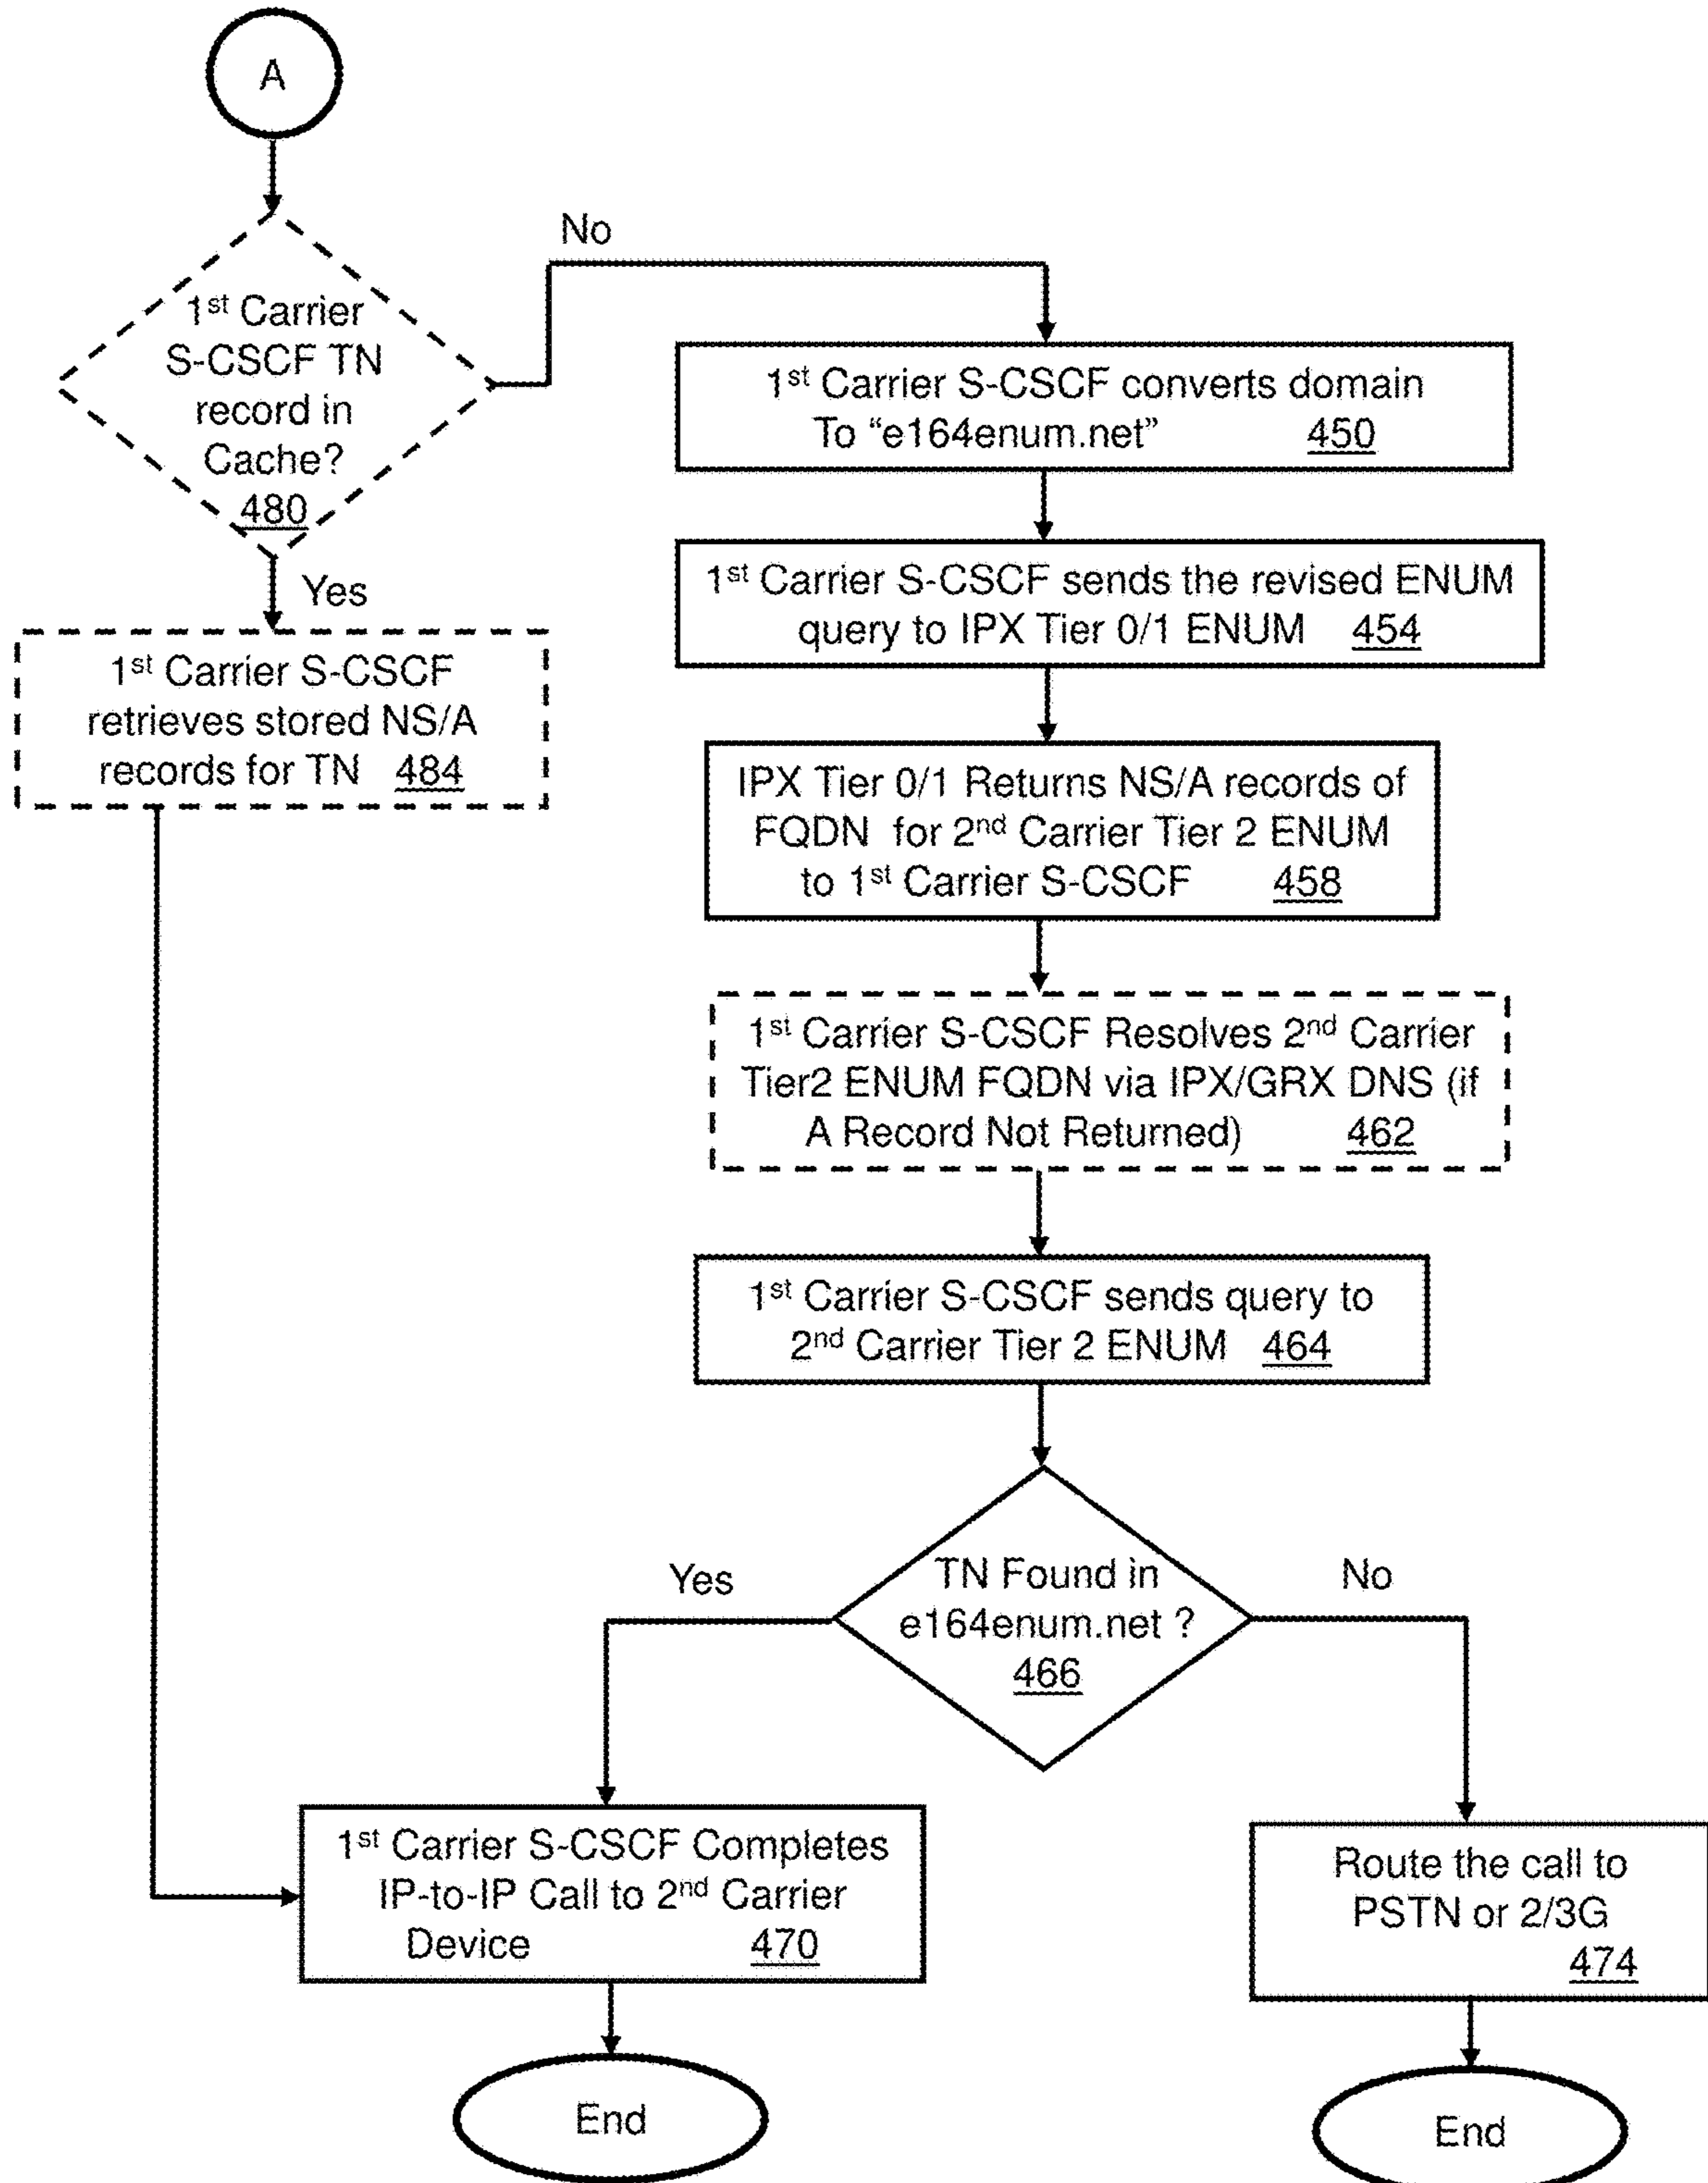 A
No
1st Carrier
S-CSCF TN
record in
Cache?
480
Yes
1st Carrier S-CSCF
retrieves stored NS/A
records for TN 484
1st Carrier S-CSCF converts domain
To “e164enum.net” 450
1st Carrier S-CSCF sends the revised ENUM
query to IPX Tier 0/1 ENUM 454
IPX Tier 0/1 Returns NS/A records of
FQDN for 2nd Carrier Tier 2 ENUM
to 1st Carrier S-CSCF 458
1st Carrier S-CSCF Resolves 2nd Carrier
Tier2 ENUM FQDN via IPX/GRX DNS (if
A Record Not Returned) 462
1st Carrier S-CSCF sends query to
2nd Carrier Tier 2 ENUM 464
Yes
TN Found in
e164enum.net ?
466
No
1st Carrier S-CSCF Completes
IP-to-IP Call to 2nd Carrier
Device 470
Route the call to
PSTN or 2/3G
474
End
End